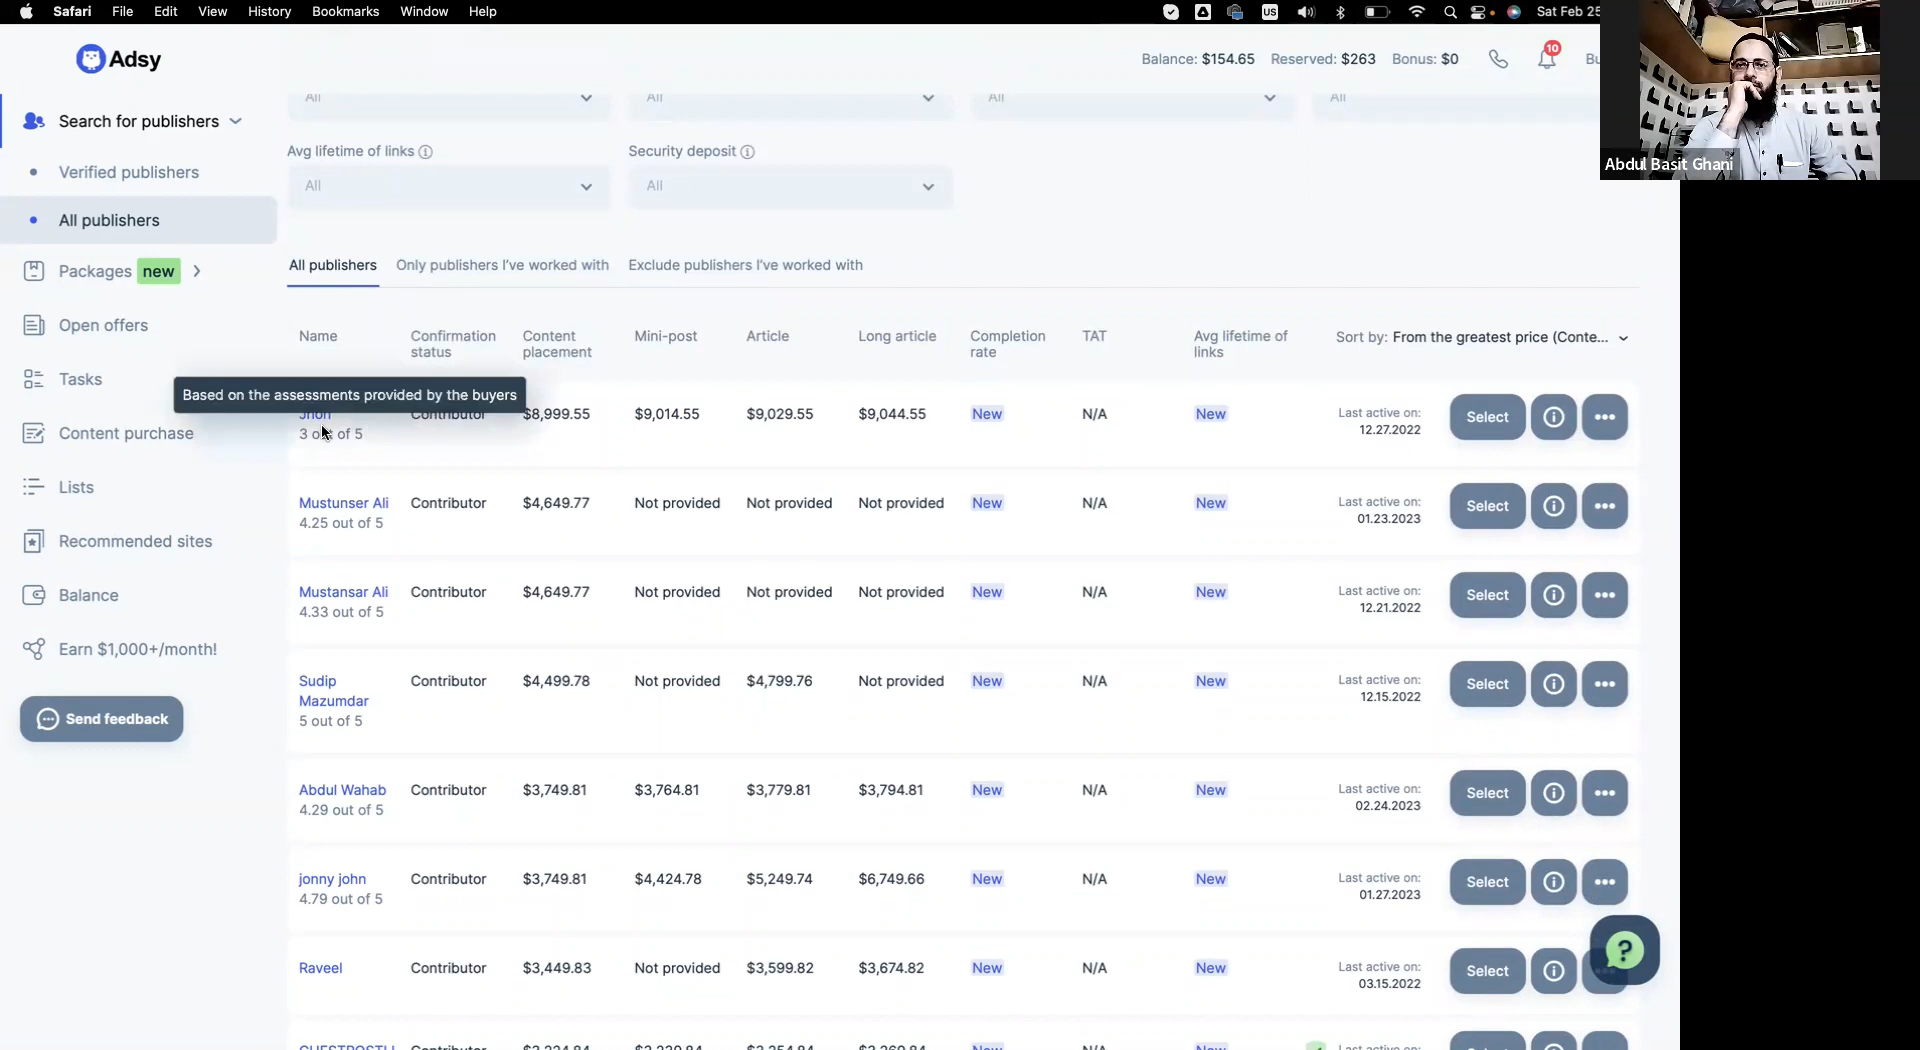 Safari File Edit View History Bookmarks Window Help US Sat Feb 25
Adsy
Balance: $154.65 Reserved: $263 Bonus: $0 10
Search for publishers
Verified publishers
All publishers
Packages new
Open offers
Tasks
Content purchase
Lists
Recommended sites
Balance
Earn $1,000+/month!
Send feedback
All All All All
Avg lifetime of links Security deposit
All All
All publishers Only publishers I've worked with Exclude publishers I've worked with
Name Confirmation status Content placement Mini-post Article Long article Completion rate TAT Avg lifetime of links Sort by: From the greatest price (Conte...
Based on the assessments provided by the buyers
Jhon Contributor $8,999.55 $9,014.55 $9,029.55 $9,044.55 New N/A New Last active on: Select
3 out of 5 12.27.2022
Mustunser Ali Contributor $4,649.77 Not provided Not provided Not provided New N/A New Last active on: Select
4.25 out of 5 01.23.2023
Mustansar Ali Contributor $4,649.77 Not provided Not provided Not provided New N/A New Last active on: Select
4.33 out of 5 12.21.2022
Sudip Contributor $4,499.78 Not provided $4,799.76 Not provided New N/A New Last active on: Select
Mazumdar 12.15.2022
5 out of 5
Abdul Wahab Contributor $3,749.81 $3,764.81 $3,779.81 $3,794.81 New N/A New Last active on: Select
4.29 out of 5 02.24.2023
jonny john Contributor $3,749.81 $4,424.78 $5,249.74 $6,749.66 New N/A New Last active on: Select
4.79 out of 5 01.27.2023
Raveel Contributor $3,449.83 Not provided $3,599.82 $3,674.82 New N/A New Last active on: Select
03.15.2022
Abdul Basit Ghani